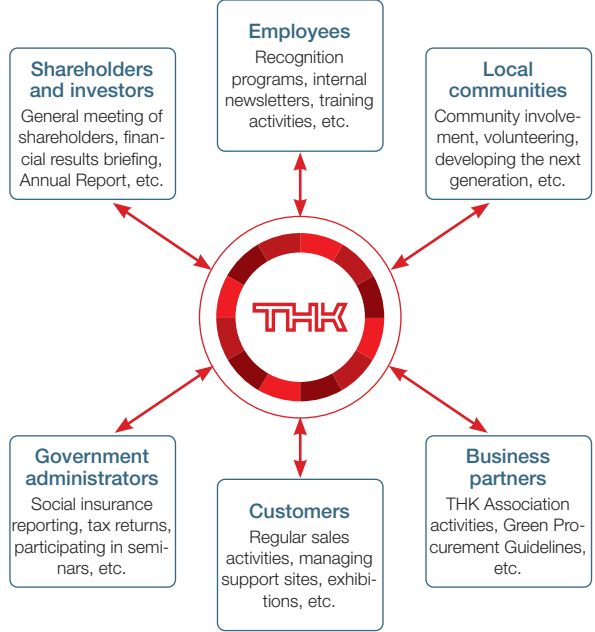 Employees
Recognition
programs, internal
newsletters, training
activities, etc.
Shareholders
and investors
General meeting of
shareholders, finan-
cial results briefing,
Annual Report, etc.
Local
communities
Community involve-
ment, volunteering,
developing the next
generation, etc.
THK
Government
administrators
Social insurance
reporting, tax returns,
participating in semi-
nars, etc.
Customers
Regular sales
activities, managing
support sites, exhibi-
tions, etc.
Business
partners
THK Association
activities, Green Pro-
curement Guidelines,
etc.